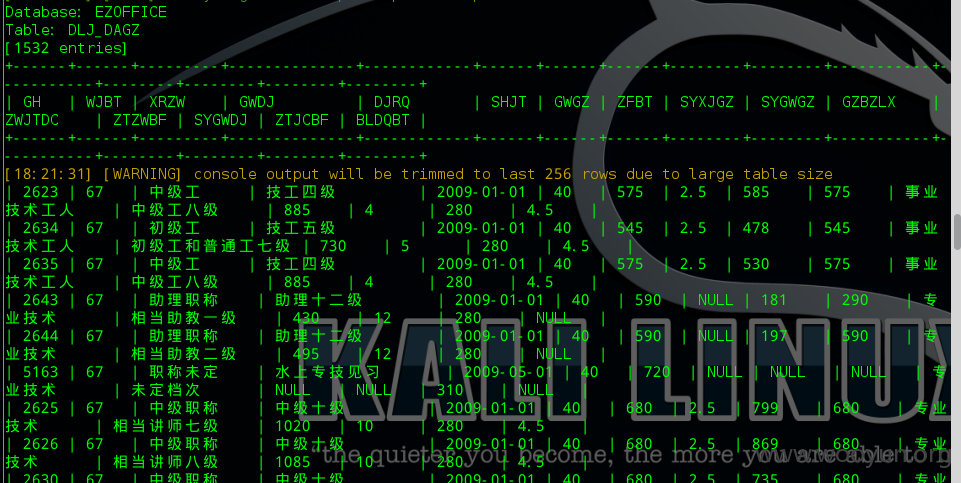 Database: EZOFFICE
Table: DLJ_DAGZ
[1532 entries]
+-------+-------+----------+----------------+--------------+-------+-------+--------+---------+---------+-------------+-
-----------+---------+---------+---------+--------+
| GH | WJBT | XRZW | GWDJ | DJRQ | SHJT | GWGZ | ZFBT | SYXJGZ | SYGWGZ | GZBZLX |
ZWJTDC | ZTZWBF | SYGWDJ | ZTJCBF | BLDQBT |
+-------+-------+----------+----------------+--------------+-------+-------+--------+---------+---------+-------------+-
-----------+---------+---------+---------+--------+
[18:21:31] [WARNING] console output will be trimmed to last 256 rows due to large table size
| 2623 | 67 | 中级工 | 技工四级 | 2009-01-01 | 40 | 575 | 2.5 | 585 | 575 | 事业
技术工人 | 中级工八级 | 885 | 4 | 280 | 4.5 |
| 2634 | 67 | 初级工 | 技工五级 | 2009-01-01 | 40 | 545 | 2.5 | 478 | 545 | 事业
技术工人 | 初级工和普通工七级 | 730 | 5 | 280 | 4.5 |
| 2635 | 67 | 中级工 | 技工四级 | 2009-01-01 | 40 | 575 | 2.5 | 530 | 575 | 事业
技术工人 | 中级工八级 | 885 | 4 | 280 | 4.5 |
| 2643 | 67 | 助理职称 | 助理十二级 | 2009-01-01 | 40 | 590 | NULL | 181 | 290 | 专
业技术 | 相当助教一级 | 430 | 12 | 280 | NULL |
| 2644 | 67 | 助理职称 | 助理十二级 | 2009-01-01 | 40 | 590 | NULL | 197 | 590 | 专
业技术 | 相当助教二级 | 495 | 12 | 280 | NULL |
| 5163 | 67 | 职称未定 | 水上专技见习 | 2009-05-01 | 40 | 720 | NULL | NULL | NULL | 专
业技术 | 未定档次 | NULL | NULL | 310 | NULL |
| 2625 | 67 | 中级职称 | 中级十级 | 2009-01-01 | 40 | 680 | 2.5 | 799 | 680 | 专业
技术 | 相当讲师七级 | 1020 | 10 | 280 | 4.5 |
| 2626 | 67 | 中级职称 | 中级十级 | 2009-01-01 | 40 | 680 | 2.5 | 869 | 680 | 专业
技术 | 相当讲师八级 | 1085 | 10 | 280 | 4.5 |
| 2630 | 67 | 中级职称 | 中级十级 | 2009-01-01 | 40 | 680 | 2.5 | 735 | 680 | 专业
KALI LINUX
"the quieter you become, the more you are able to